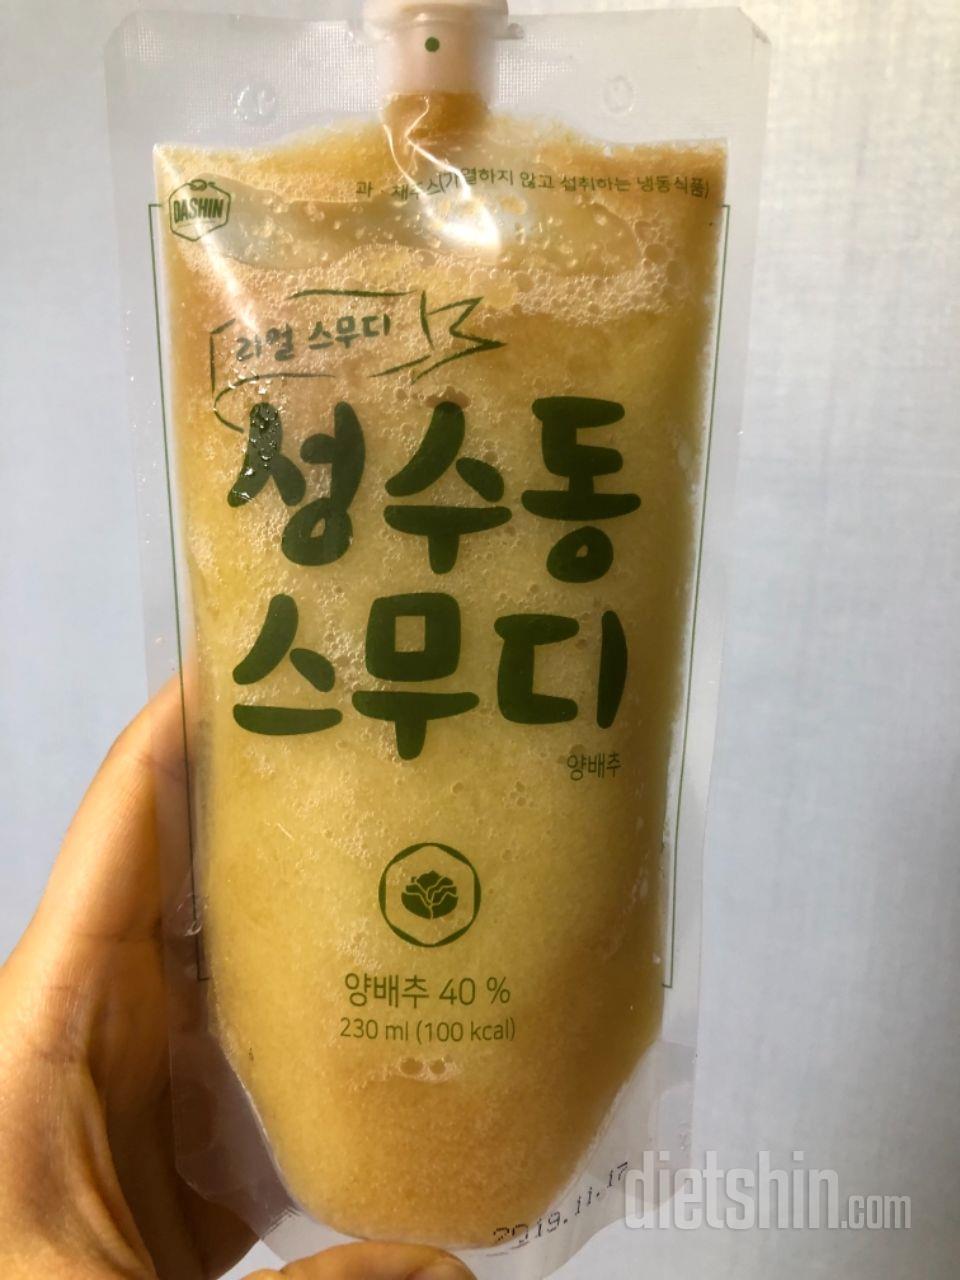 과·채주스(가열하지 않고 섭취하는 냉동식품)
DASHIN
리얼 스무디
성수동
스무디
양배추
양배추 40 %
230 ml (100 kcal)
2019.11.17
dietshin.com